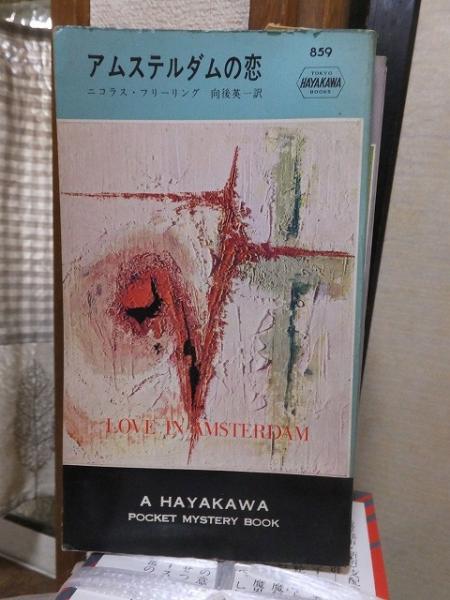 アムステルダムの恋
859
ニコラス・フリーリング 向後英一訳
TOKYO
HAYAKAWA
BOOKS
LOVE IN AMSTERDAM
A HAYAKAWA
POCKET MYSTERY BOOK